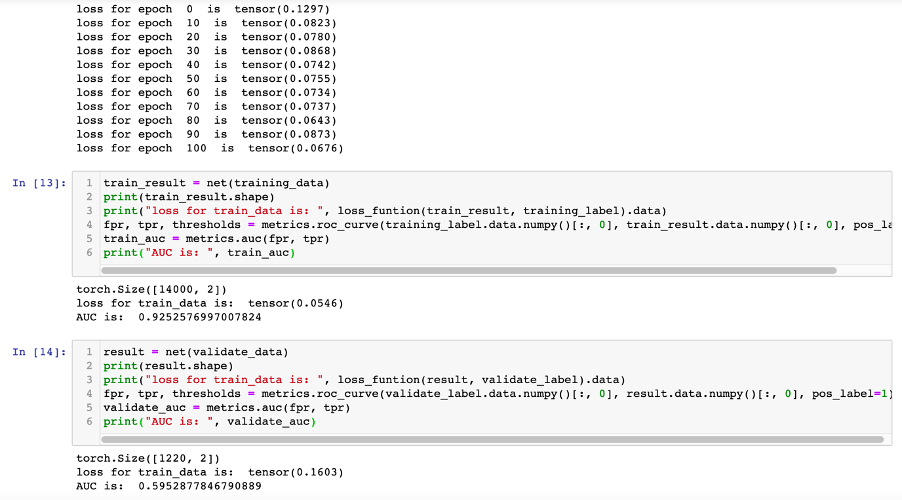 loss for epoch  0  is  tensor(0.1297)
loss for epoch  10  is  tensor(0.0823)
loss for epoch  20  is  tensor(0.0780)
loss for epoch  30  is  tensor(0.0868)
loss for epoch  40  is  tensor(0.0742)
loss for epoch  50  is  tensor(0.0755)
loss for epoch  60  is  tensor(0.0734)
loss for epoch  70  is  tensor(0.0737)
loss for epoch  80  is  tensor(0.0643)
loss for epoch  90  is  tensor(0.0873)
loss for epoch  100  is  tensor(0.0676)
In [13]: 1 train_result = net(training_data)
2 print(train_result.shape)
3 print("loss for train_data is: ", loss_funtion(train_result, training_label).data)
4 fpr, tpr, thresholds = metrics.roc_curve(training_label.data.numpy()[:, 0], train_result.data.numpy()[:, 0], pos_la
5 train_auc = metrics.auc(fpr, tpr)
6 print("AUC is: ", train_auc)
torch.Size([14000, 2])
loss for train_data is:  tensor(0.0546)
AUC is:  0.9252576997007824
In [14]: 1 result = net(validate_data)
2 print(result.shape)
3 print("loss for train_data is: ", loss_funtion(result, validate_label).data)
4 fpr, tpr, thresholds = metrics.roc_curve(validate_label.data.numpy()[:, 0], result.data.numpy()[:, 0], pos_label=1)
5 validate_auc = metrics.auc(fpr, tpr)
6 print("AUC is: ", validate_auc)
torch.Size([1220, 2])
loss for train_data is:  tensor(0.1603)
AUC is:  0.5952877846790889